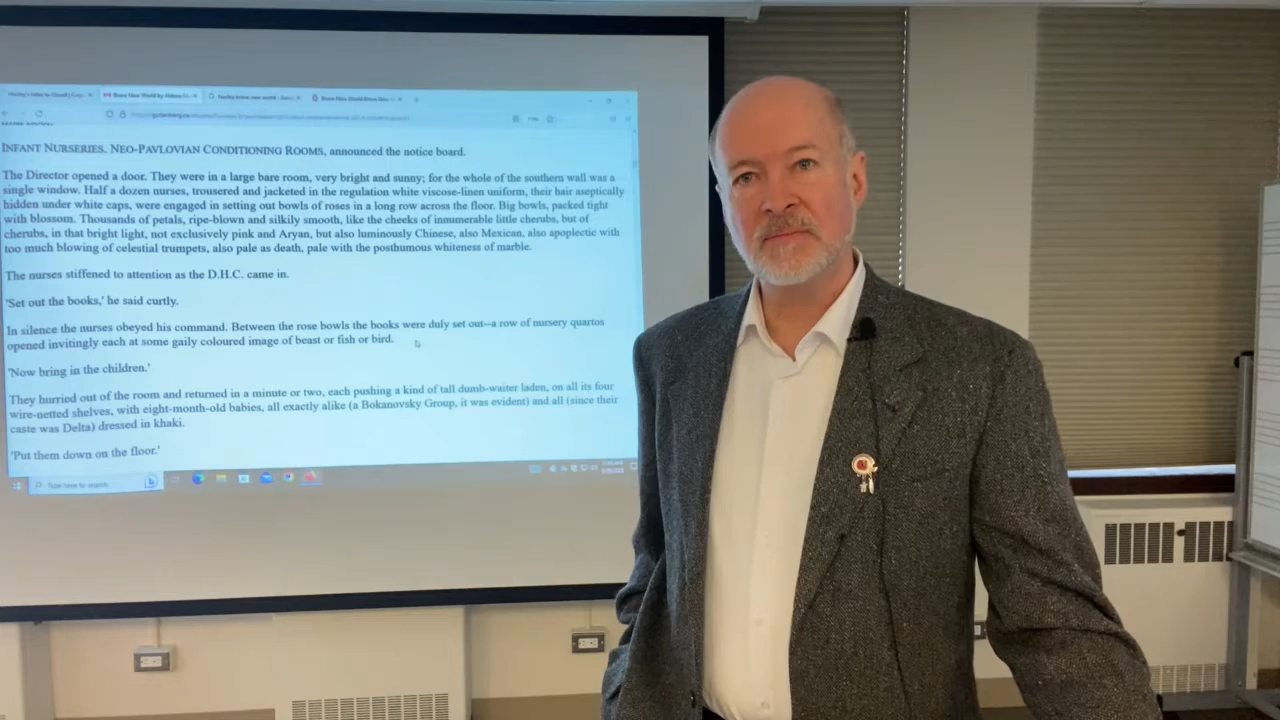 INFANT NURSERIES. NEO-PAVLOVIAN CONDITIONING ROOMS, announced the notice board.
The Director opened a door. They were in a large bare room, very bright and sunny; for the whole of the southern wall was a
single window. Half a dozen nurses, trousered and jacketed in the regulation white viscose-linen uniform, their hair aseptically
hidden under white caps, were engaged in setting out bowls of roses in a long row across the floor. Big bowls, packed tight
with blossom. Thousands of petals, ripe-blown and silkily smooth, like the cheeks of innumerable little cherubs, but of
cherubs, in that bright light, not exclusively pink and Aryan, but also luminously Chinese, also Mexican, also apoplectic with
too much blowing of celestial trumpets, also pale as death, pale with the posthumous whiteness of marble.
The nurses stiffened to attention as the D.H.C. came in.
'Set out the books,' he said curtly.
In silence the nurses obeyed his command. Between the rose bowls the books were duly set out--a row of nursery quartos
opened invitingly each at some gaily coloured image of beast or fish or bird.
'Now bring in the children.'
They hurried out of the room and returned in a minute or two, each pushing a kind of tall dumb-waiter laden, on all its four
wire-netted shelves, with eight-month-old babies, all exactly alike (a Bokanovsky Group, it was evident) and all (since their
caste was Delta) dressed in khaki.
'Put them down on the floor.'
Type here to search